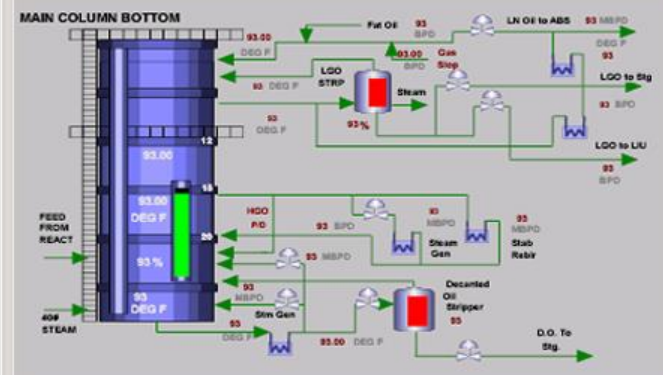 MAIN COLUMN BOTTOM
93.00
DEG F
Fat Oil
93
BPD
LN Oil to ABS
93 MBPD
DEG F
93.00
BPD
Gas
Slop
93
LGO
STRP
Steam
LGO to Stg
93 DEG F
93 BPD
93
DEG F
93%
12
93.00
LGO to LIU
93
BPD
18
93.00
DEG F
HGO
P/O
93 BPD
93
MBPD
93
MBPD
FEED
FROM
REACT
20
Steam
Gen
Stab
Rebir
93 %
93 MBPD
93
MBPD
Decanted
Oil
Stripper
93
DEG F
Stm Gen
93
40#
STEAM
93
DEG F
93.00 DEG F
D.O. To
Stg.